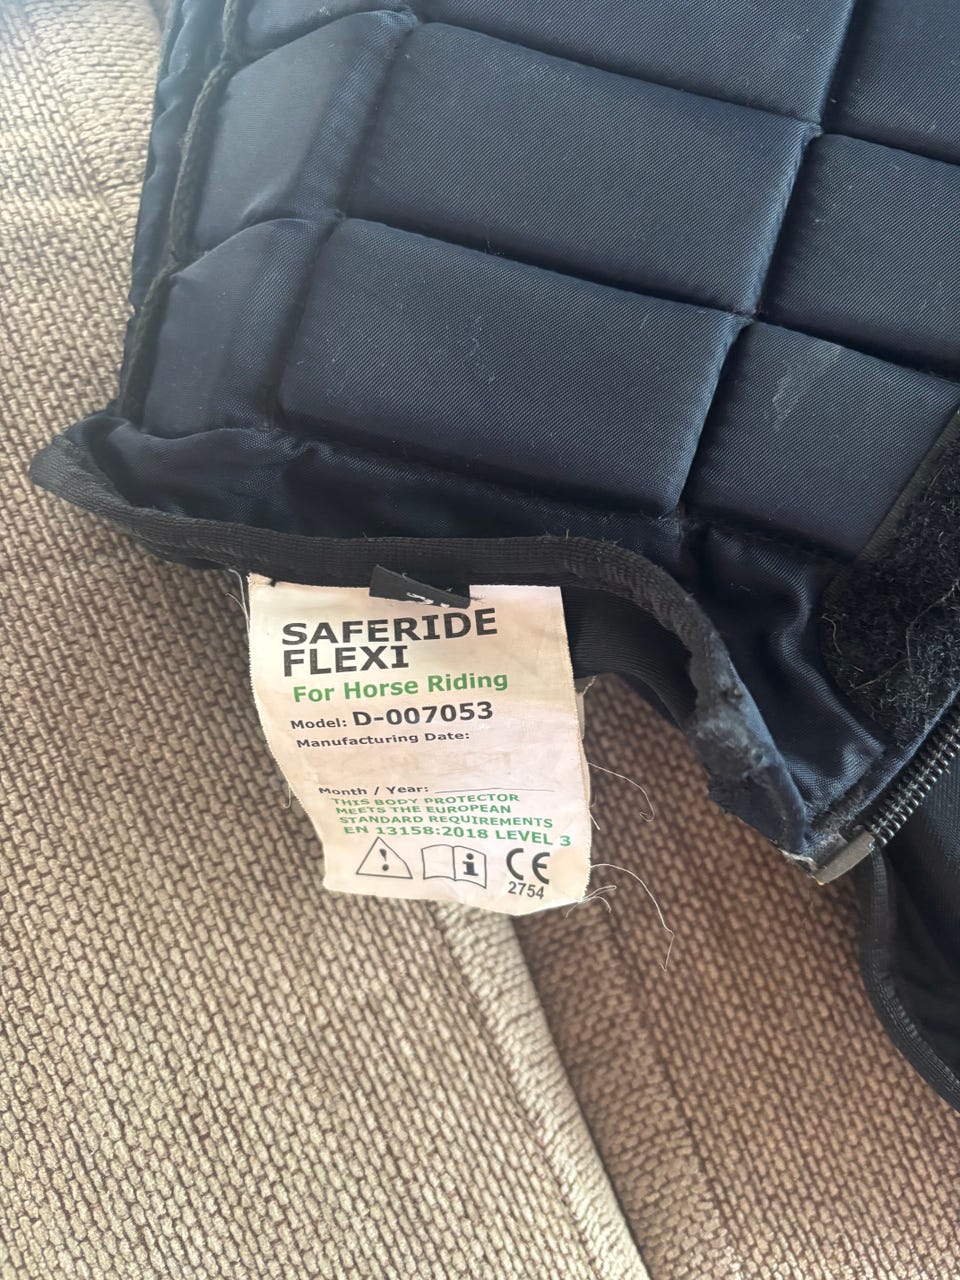 SAFERIDE
FLEXI
For Horse Riding
Model: D-007053
Manufacturing Date:
Month / Year:
THIS BODY PROTECTOR
MEETS THE EUROPEAN
STANDARD REQUIREMENTS
EN 13158:2018 LEVEL 3
CE
2754